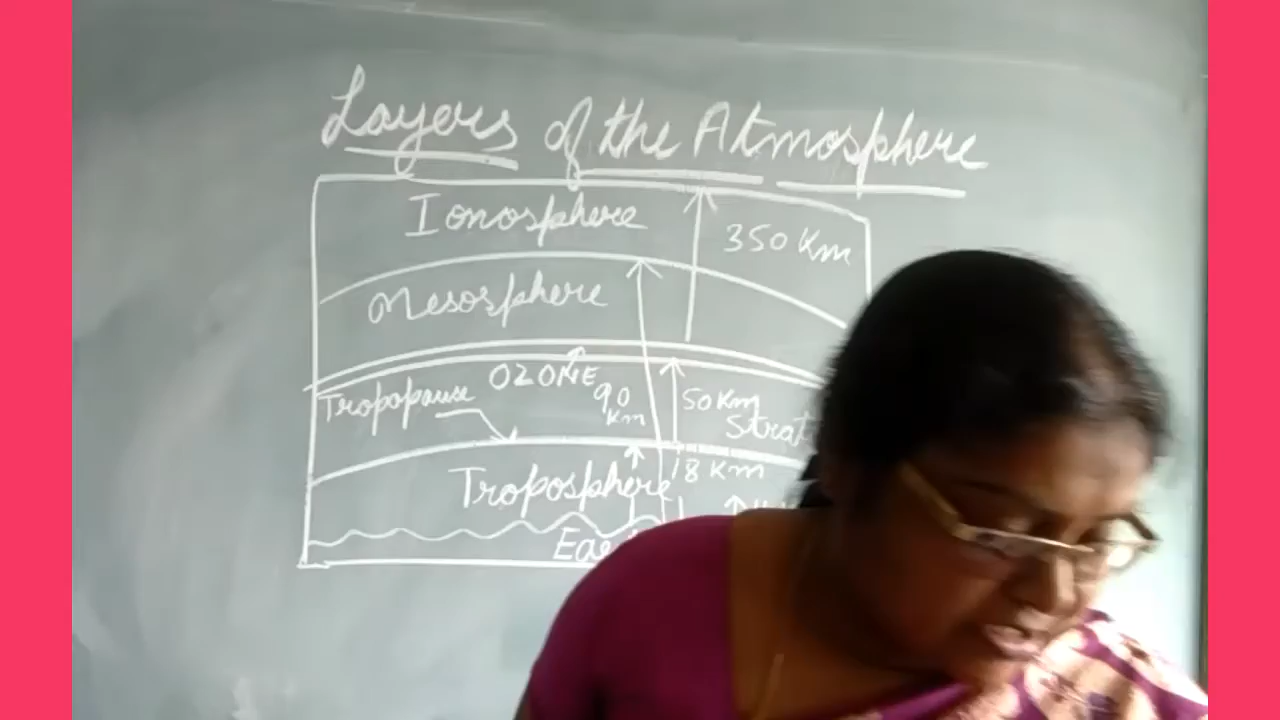 Layers of the Atmosphere
Ionosphere
350 Km
Mesosphere
OZONE
Tropopause
90
Km
50 Km
Strat
18 Km
Troposphere